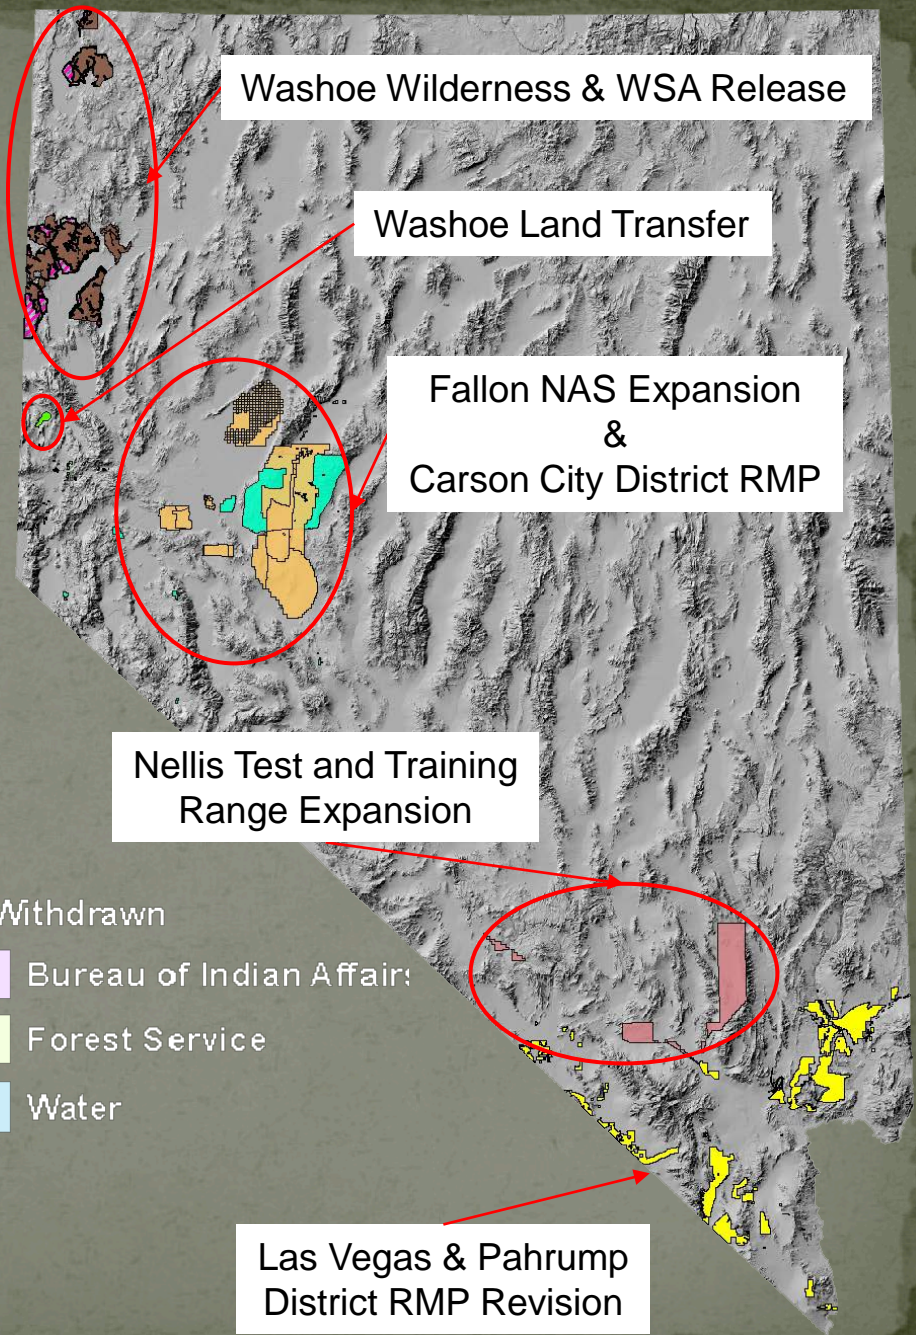 Washoe Wilderness & WSA Release
Washoe Land Transfer
Fallon NAS Expansion
&
Carson City District RMP
Nellis Test and Training
Range Expansion
Withdrawn
Bureau of Indian Affairs
Forest Service
Water
Las Vegas & Pahrump
District RMP Revision